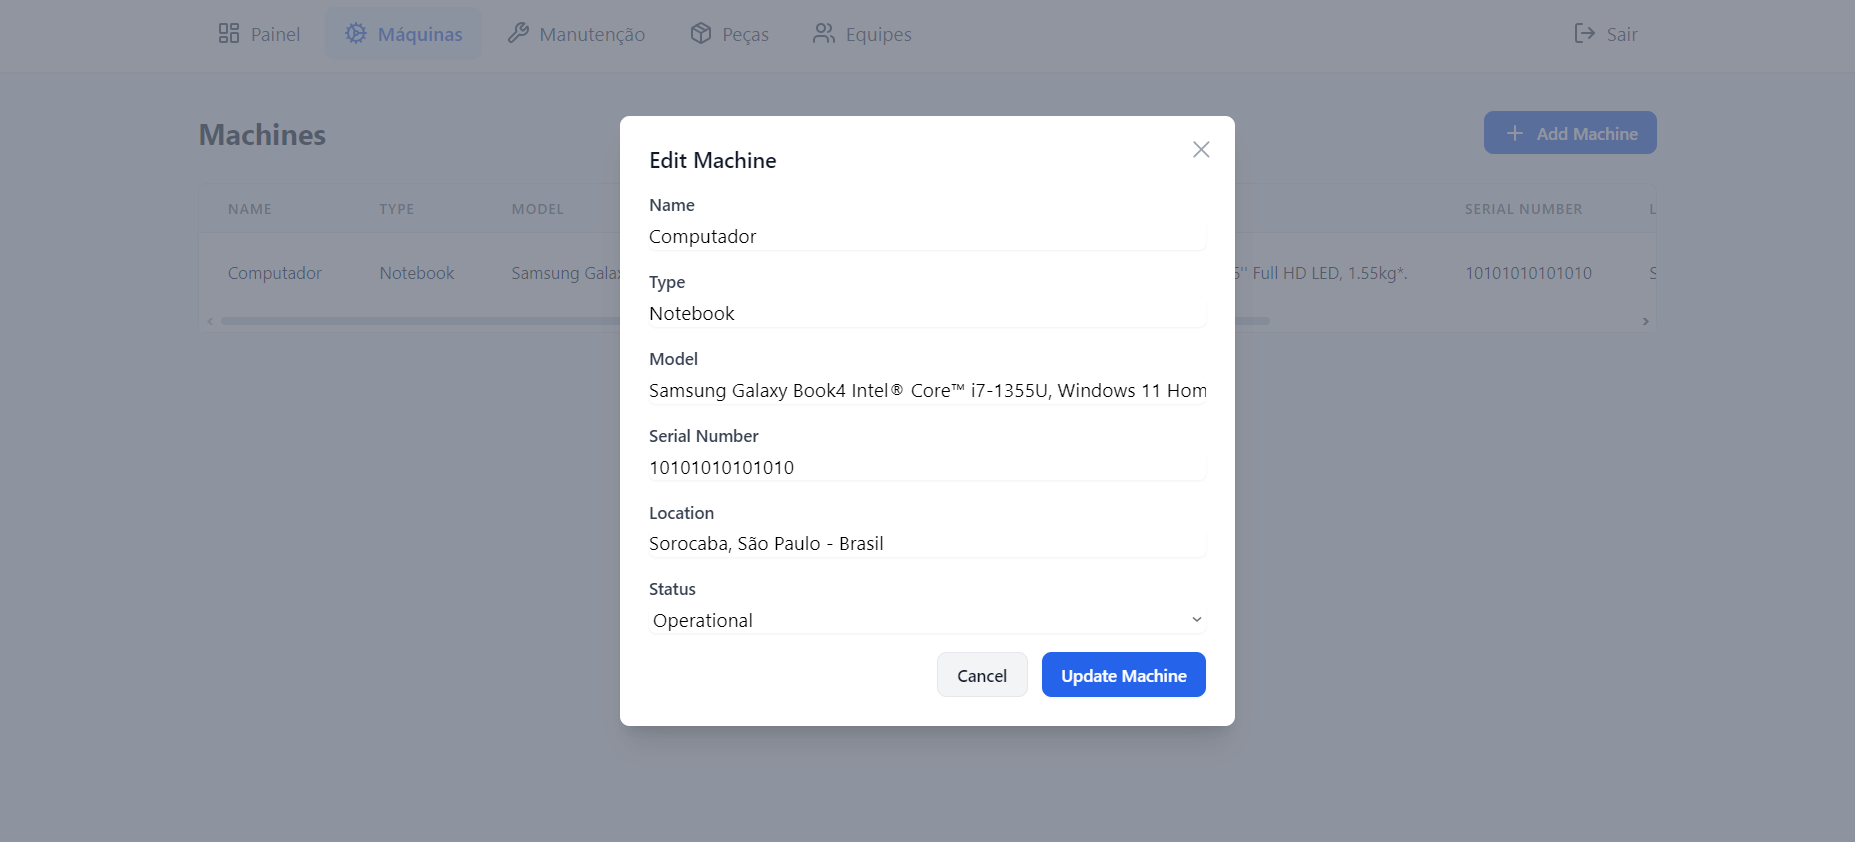 Painel Máquinas Manutenção Peças Equipes Sair
Machines
+ Add Machine
NAME TYPE MODEL SERIAL NUMBER L
Computador Notebook Samsung Gala 5" Full HD LED, 1.55kg*. 10101010101010 S
Edit Machine
Name
Computador
Type
Notebook
Model
Samsung Galaxy Book4 Intel® Core™ i7-1355U, Windows 11 Hom
Serial Number
10101010101010
Location
Sorocaba, São Paulo - Brasil
Status
Operational
Cancel Update Machine